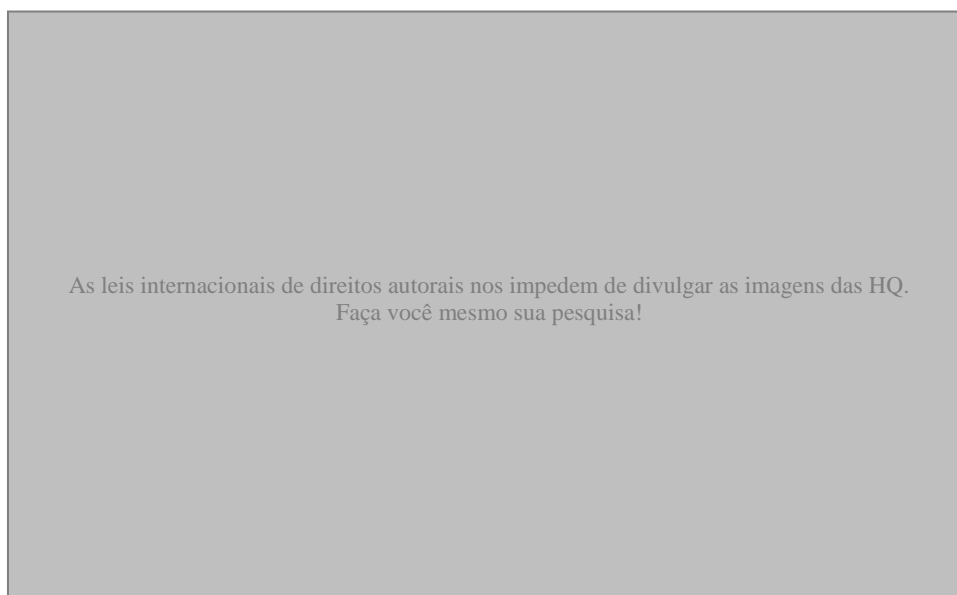 As leis internacionais de direitos autorais nos impedem de divulgar as imagens das HQ.
Faça você mesmo sua pesquisa!